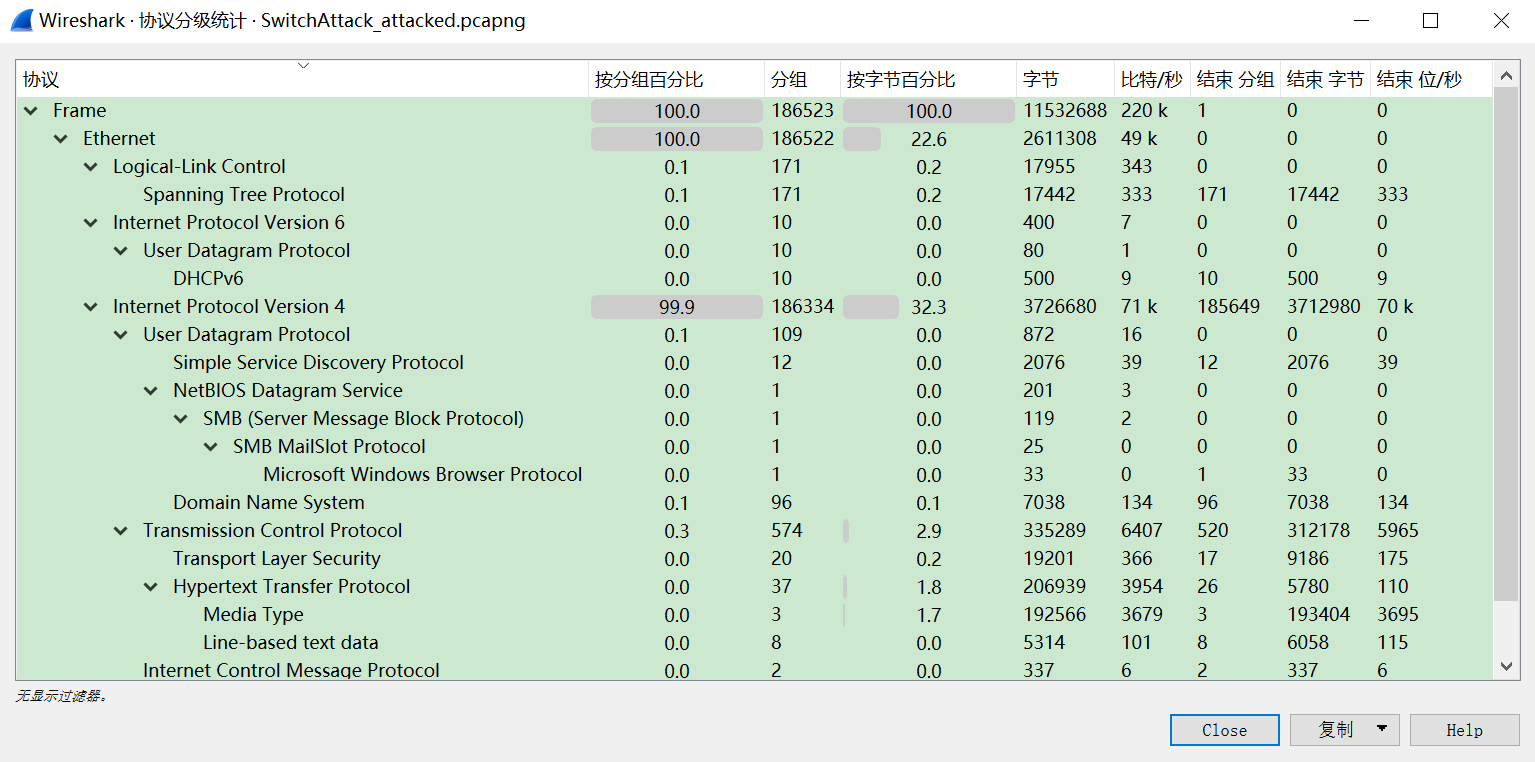 Wireshark · 协议分级统计 · SwitchAttack_attacked.pcapng
协议 按分组百分比 分组 按字节百分比 字节 比特/秒 结束 分组 结束 字节 结束 位/秒
Frame 100.0 186523 100.0 11532688 220 k 1 0 0
Ethernet 100.0 186522 22.6 2611308 49 k 0 0 0
Logical-Link Control 0.1 171 0.2 17955 343 0 0 0
Spanning Tree Protocol 0.1 171 0.2 17442 333 171 17442 333
Internet Protocol Version 6 0.0 10 0.0 400 7 0 0 0
User Datagram Protocol 0.0 10 0.0 80 1 0 0 0
DHCPv6 0.0 10 0.0 500 9 10 500 9
Internet Protocol Version 4 99.9 186334 32.3 3726680 71 k 185649 3712980 70 k
User Datagram Protocol 0.1 109 0.0 872 16 0 0 0
Simple Service Discovery Protocol 0.0 12 0.0 2076 39 12 2076 39
NetBIOS Datagram Service 0.0 1 0.0 201 3 0 0 0
SMB (Server Message Block Protocol) 0.0 1 0.0 119 2 0 0 0
SMB MailSlot Protocol 0.0 1 0.0 25 0 0 0 0
Microsoft Windows Browser Protocol 0.0 1 0.0 33 0 1 33 0
Domain Name System 0.1 96 0.1 7038 134 96 7038 134
Transmission Control Protocol 0.3 574 2.9 335289 6407 520 312178 5965
Transport Layer Security 0.0 20 0.2 19201 366 17 9186 175
Hypertext Transfer Protocol 0.0 37 1.8 206939 3954 26 5780 110
Media Type 0.0 3 1.7 192566 3679 3 193404 3695
Line-based text data 0.0 8 0.0 5314 101 8 6058 115
Internet Control Message Protocol 0.0 2 0.0 337 6 2 337 6
无显示过滤器。
Close 复制 Help